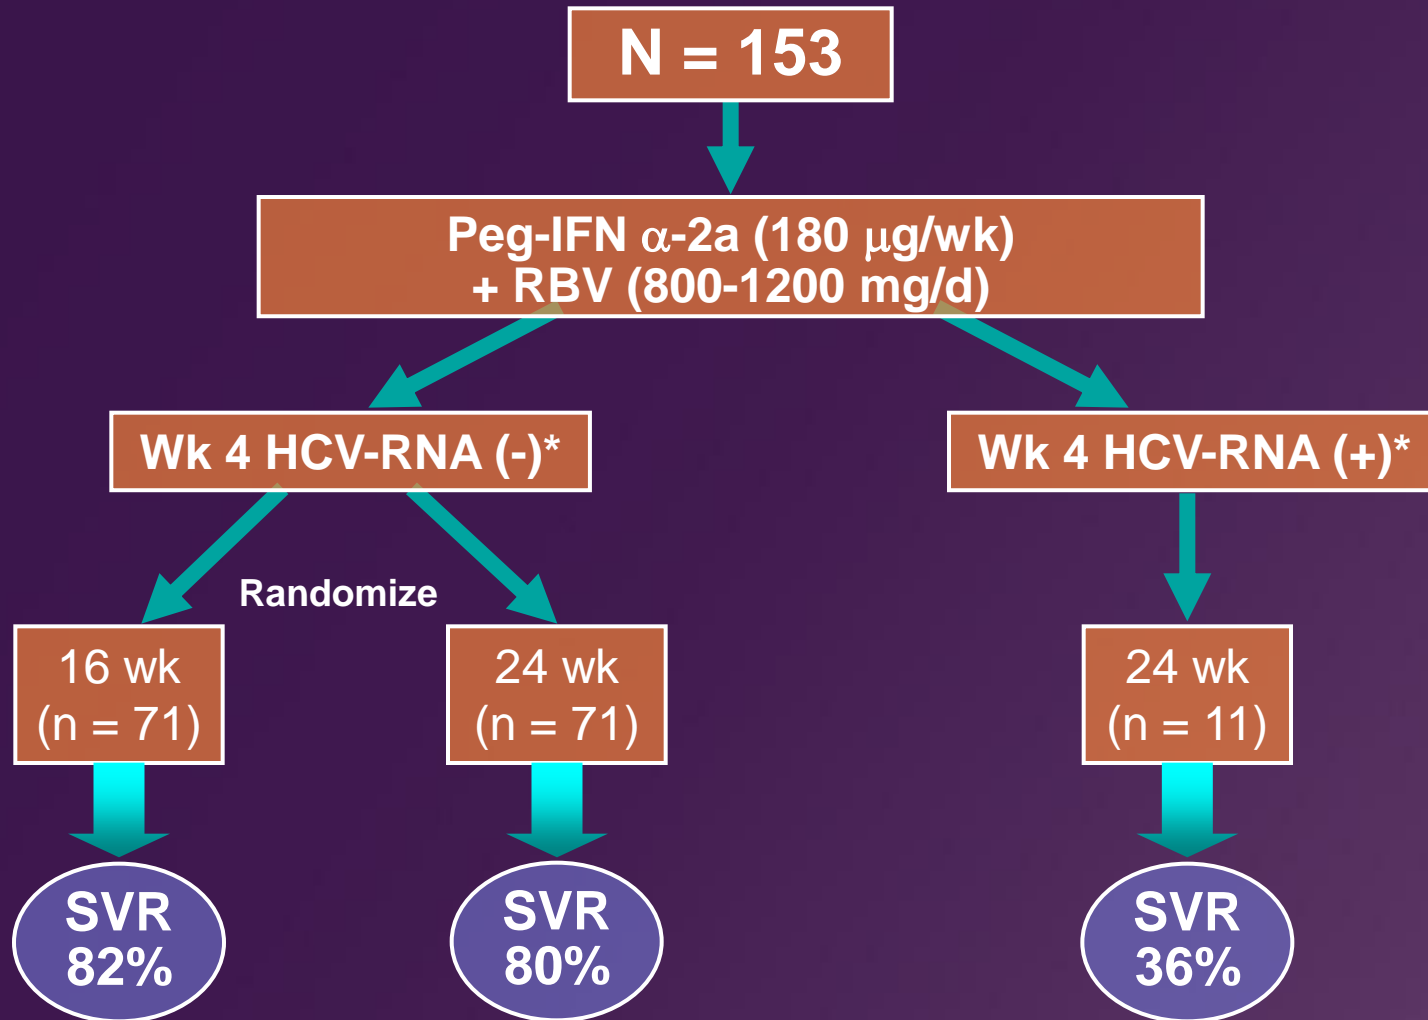 N = 153
Peg-IFN α-2a (180 μg/wk)
+ RBV (800-1200 mg/d)
Wk 4 HCV-RNA (-)*
Wk 4 HCV-RNA (+)*
Randomize
16 wk
(n = 71)
24 wk
(n = 71)
24 wk
(n = 11)
SVR
82%
SVR
80%
SVR
36%